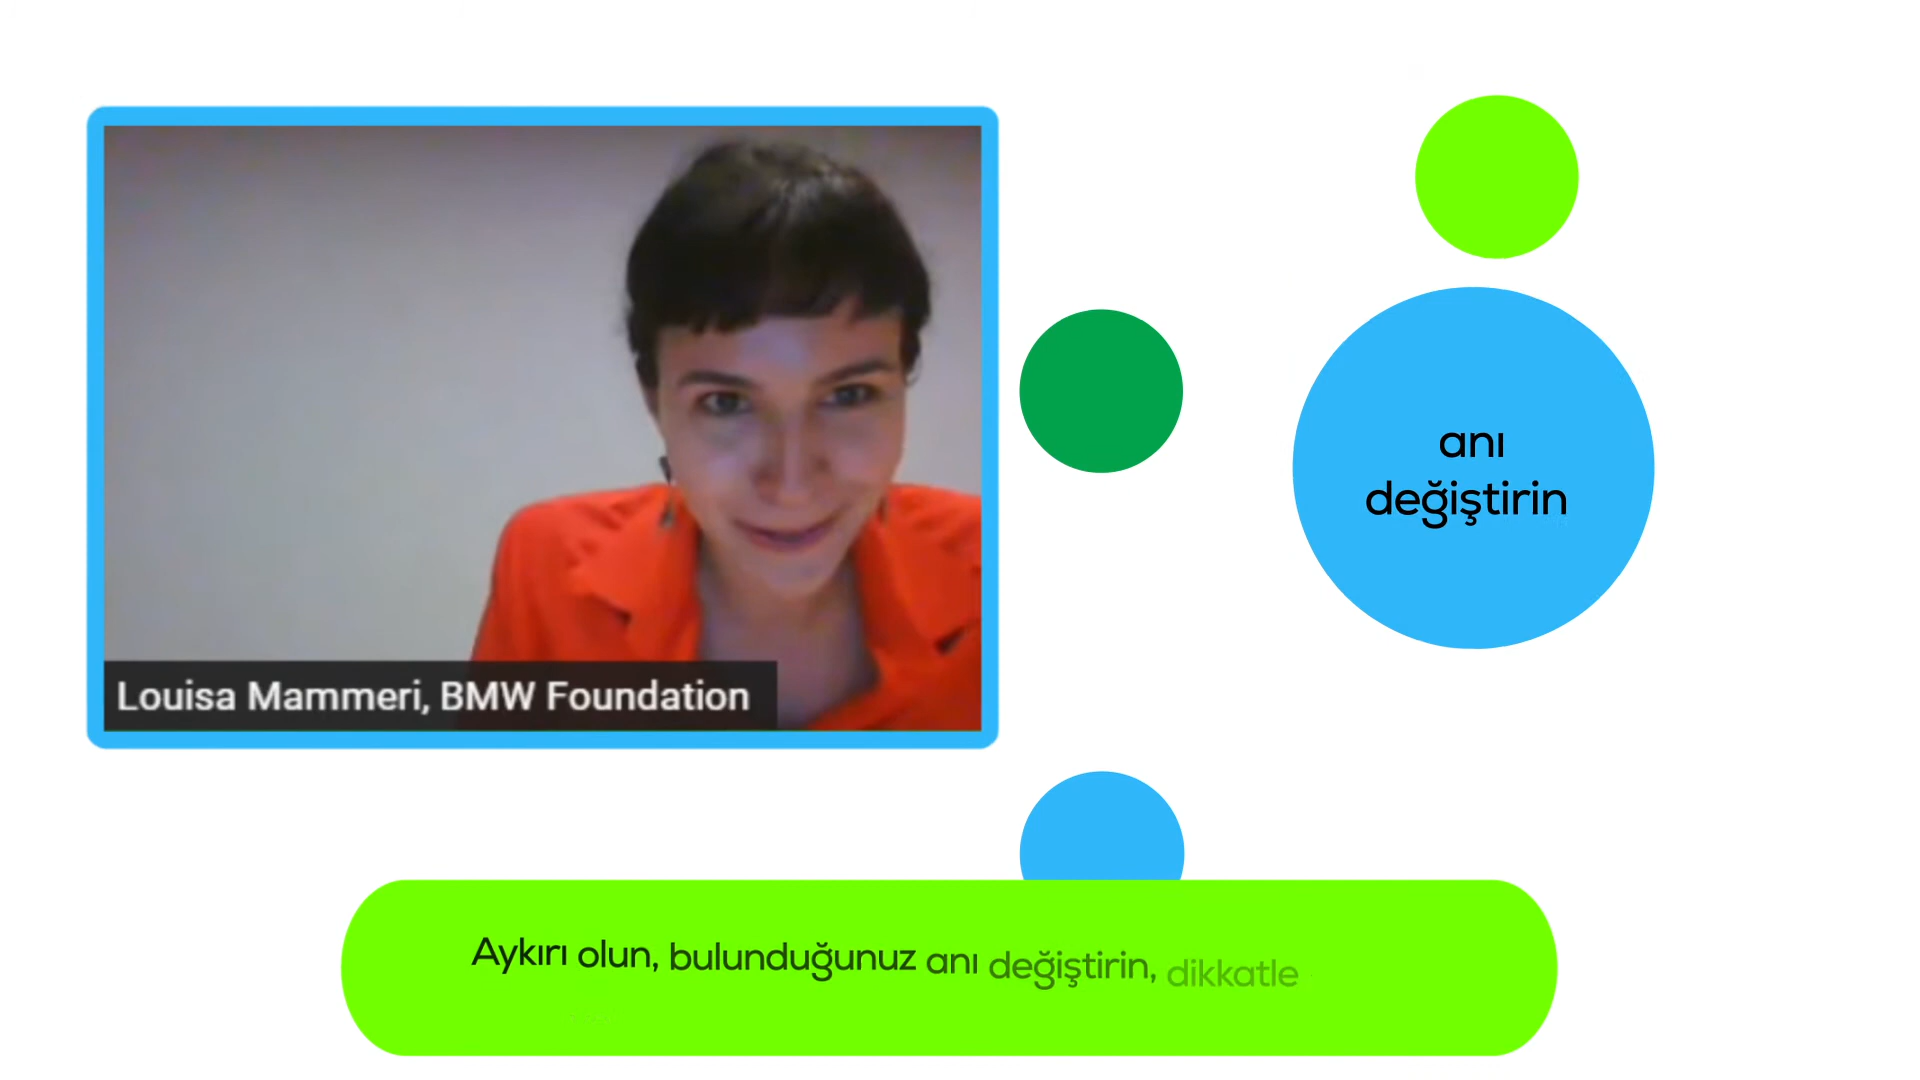 Louisa Mammeri, BMW Foundation
anı
değiştirin
Aykırı olun, bulunduğunuz anı değiştirin, dikkatle